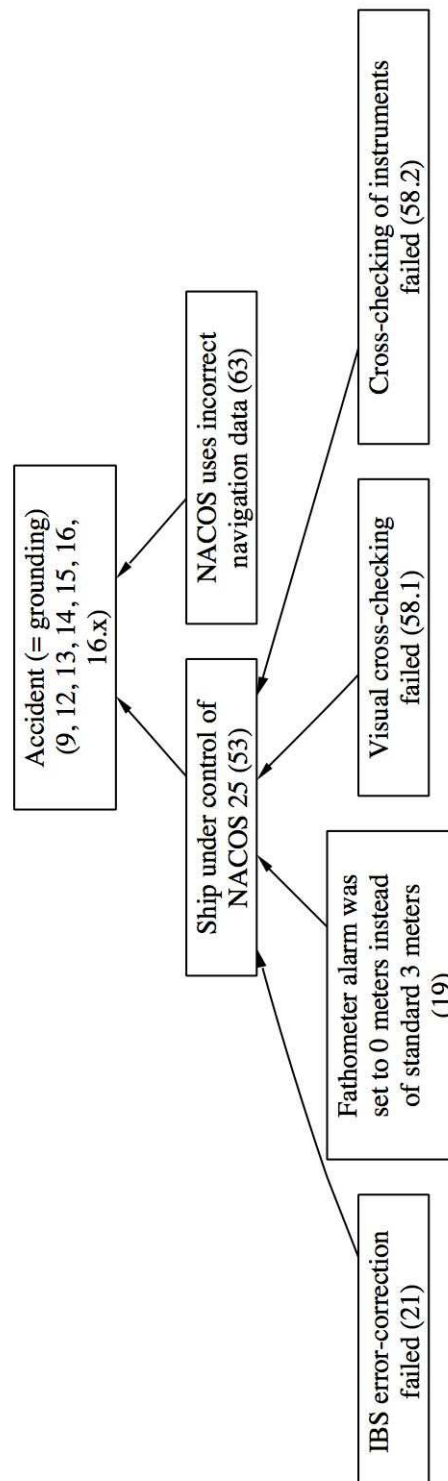 Accident (= grounding)
(9, 12, 13, 14, 15, 16,
16.x)
Ship under control of
NACOS 25 (53)
NACOS uses incorrect
navigation data (63)
IBS error-correction
failed (21)
Fathometer alarm was
set to 0 meters instead
of standard 3 meters
(19)
Visual cross-checking
failed (58.1)
Cross-checking of instruments
failed (58.2)